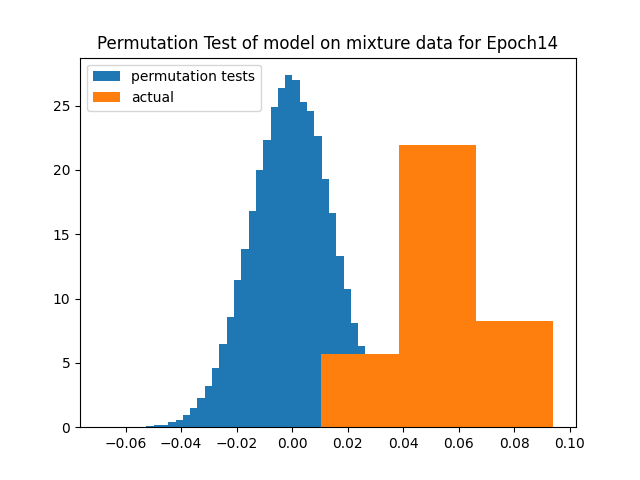 Permutation Test of model on mixture data for Epoch14
permutation tests
actual
25
20
15
10
5
0
−0.06 −0.04 −0.02 0.00 0.02 0.04 0.06 0.08 0.10